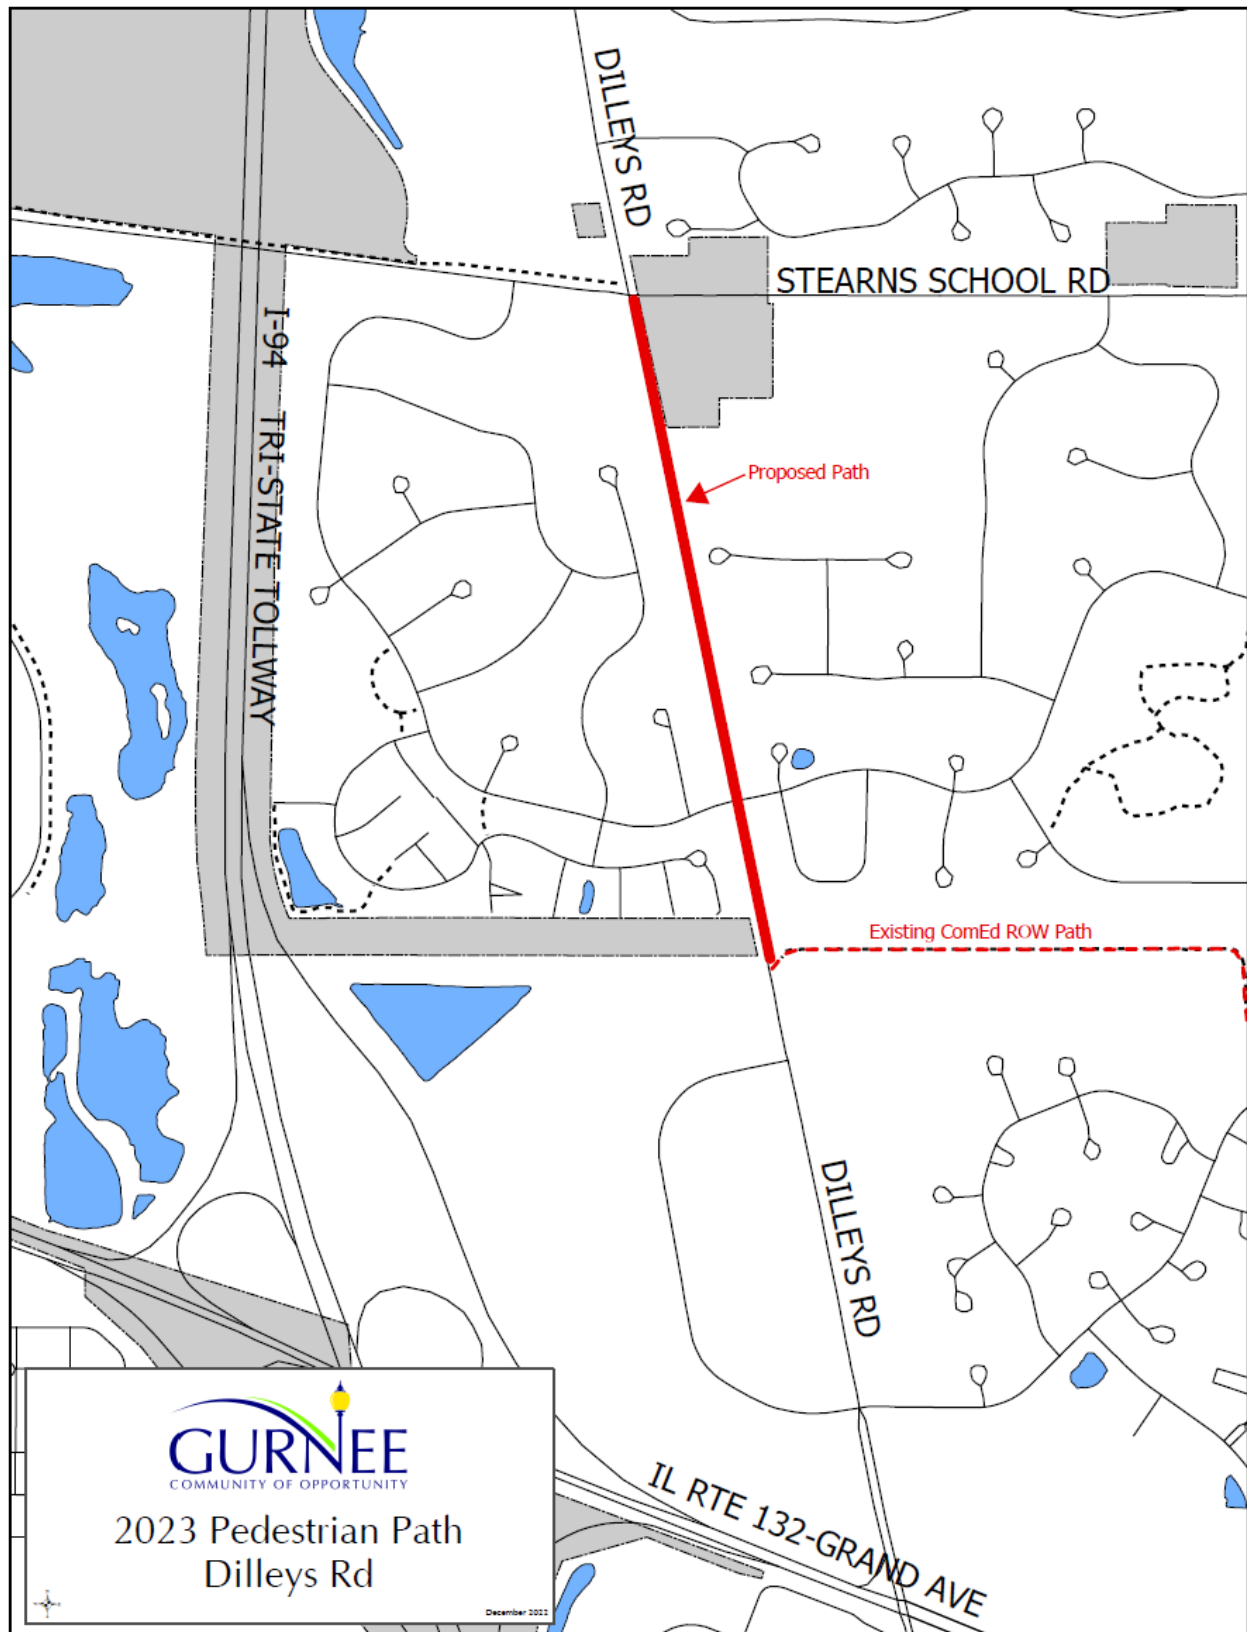 DILLEYS RD
STEARNS SCHOOL RD
I-94 TRI-STATE TOLLWAY
Proposed Path
Existing ComEd ROW Path
DILLEYS RD
IL RTE 132-GRAND AVE
GURNEE
COMMUNITY OF OPPORTUNITY
2023 Pedestrian Path
Dilleys Rd
December 2022